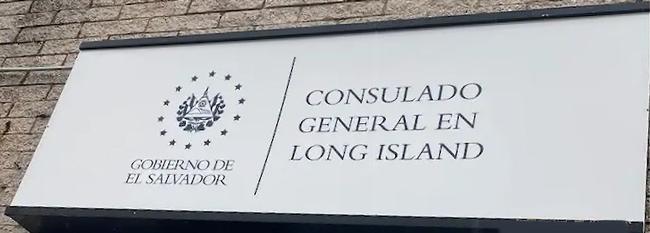 GOBIERNO DE
EL SALVADOR
CONSULADO
GENERAL EN
LONG ISLAND